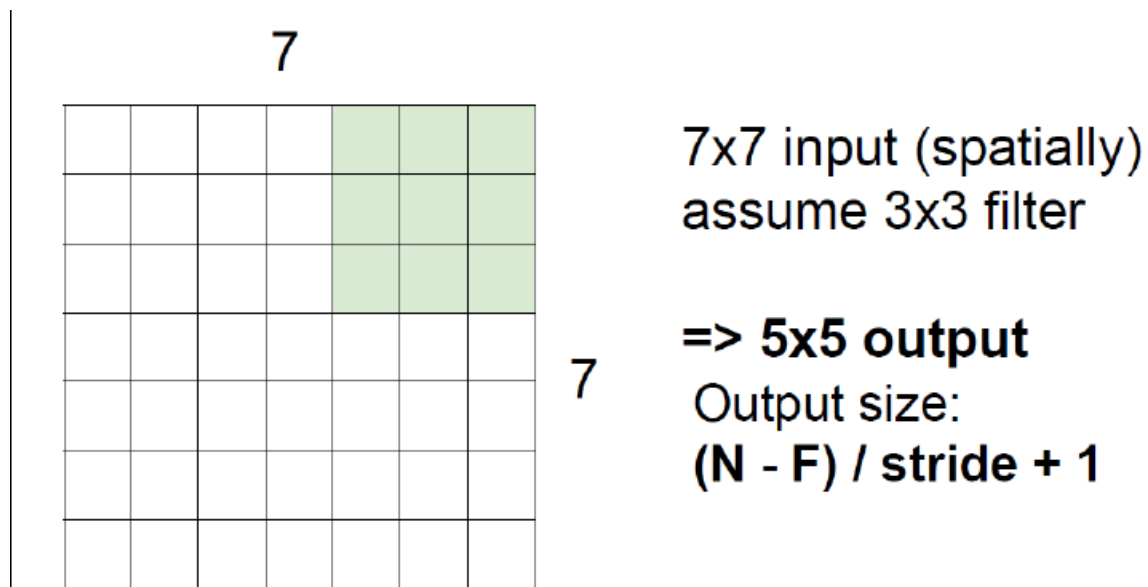 7
7x7 input (spatially)
assume 3x3 filter
=> 5x5 output
7
Output size:
(N - F) / stride + 1